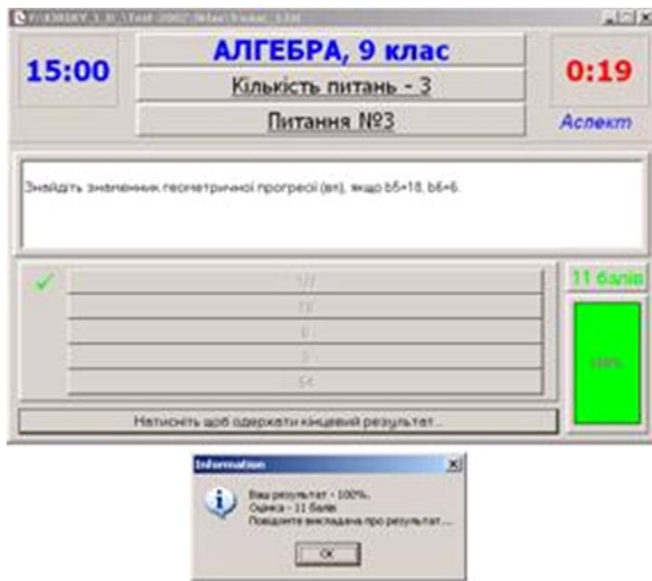 15:00
АЛГЕБРА, 9 клас
Кількість питань - 3
Питання №3
0:19
Аспект
Знайдіть знаменник геометричної прогресії (вп), якщо b5=18, b6=6.
11 балів
100%
Натисніть щоб одержати кінцевий результат...
Information
Ваш результат - 100%.
Оцінка - 11 балів
Повідомте викладача про результат...
OK